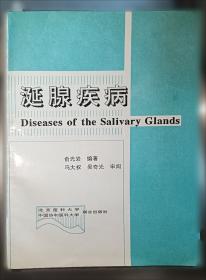 涎腺疾病
Diseases of the Salivary Glands
俞光岩 编著
马大权 吴奇光 审阅
北京医科大学
中国协和医科大学
联合出版社